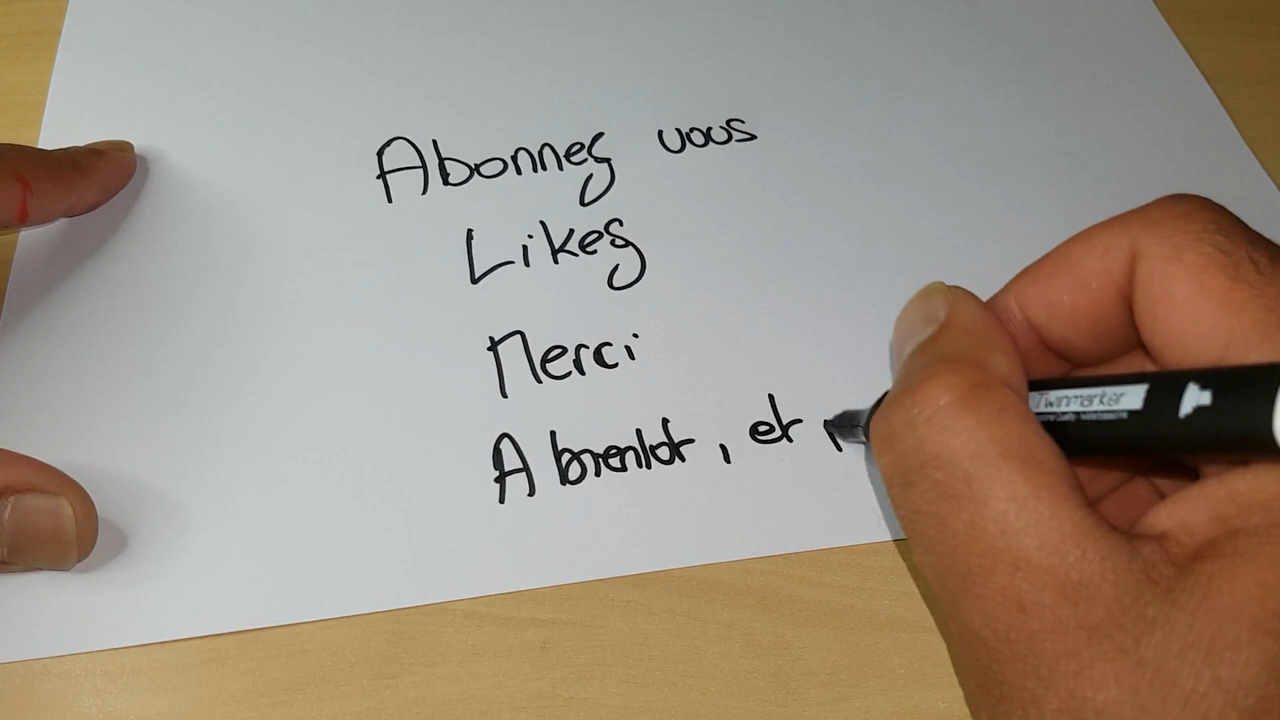 Abonnez vous
Likez
Merci
A bientot, et
Twinmarker